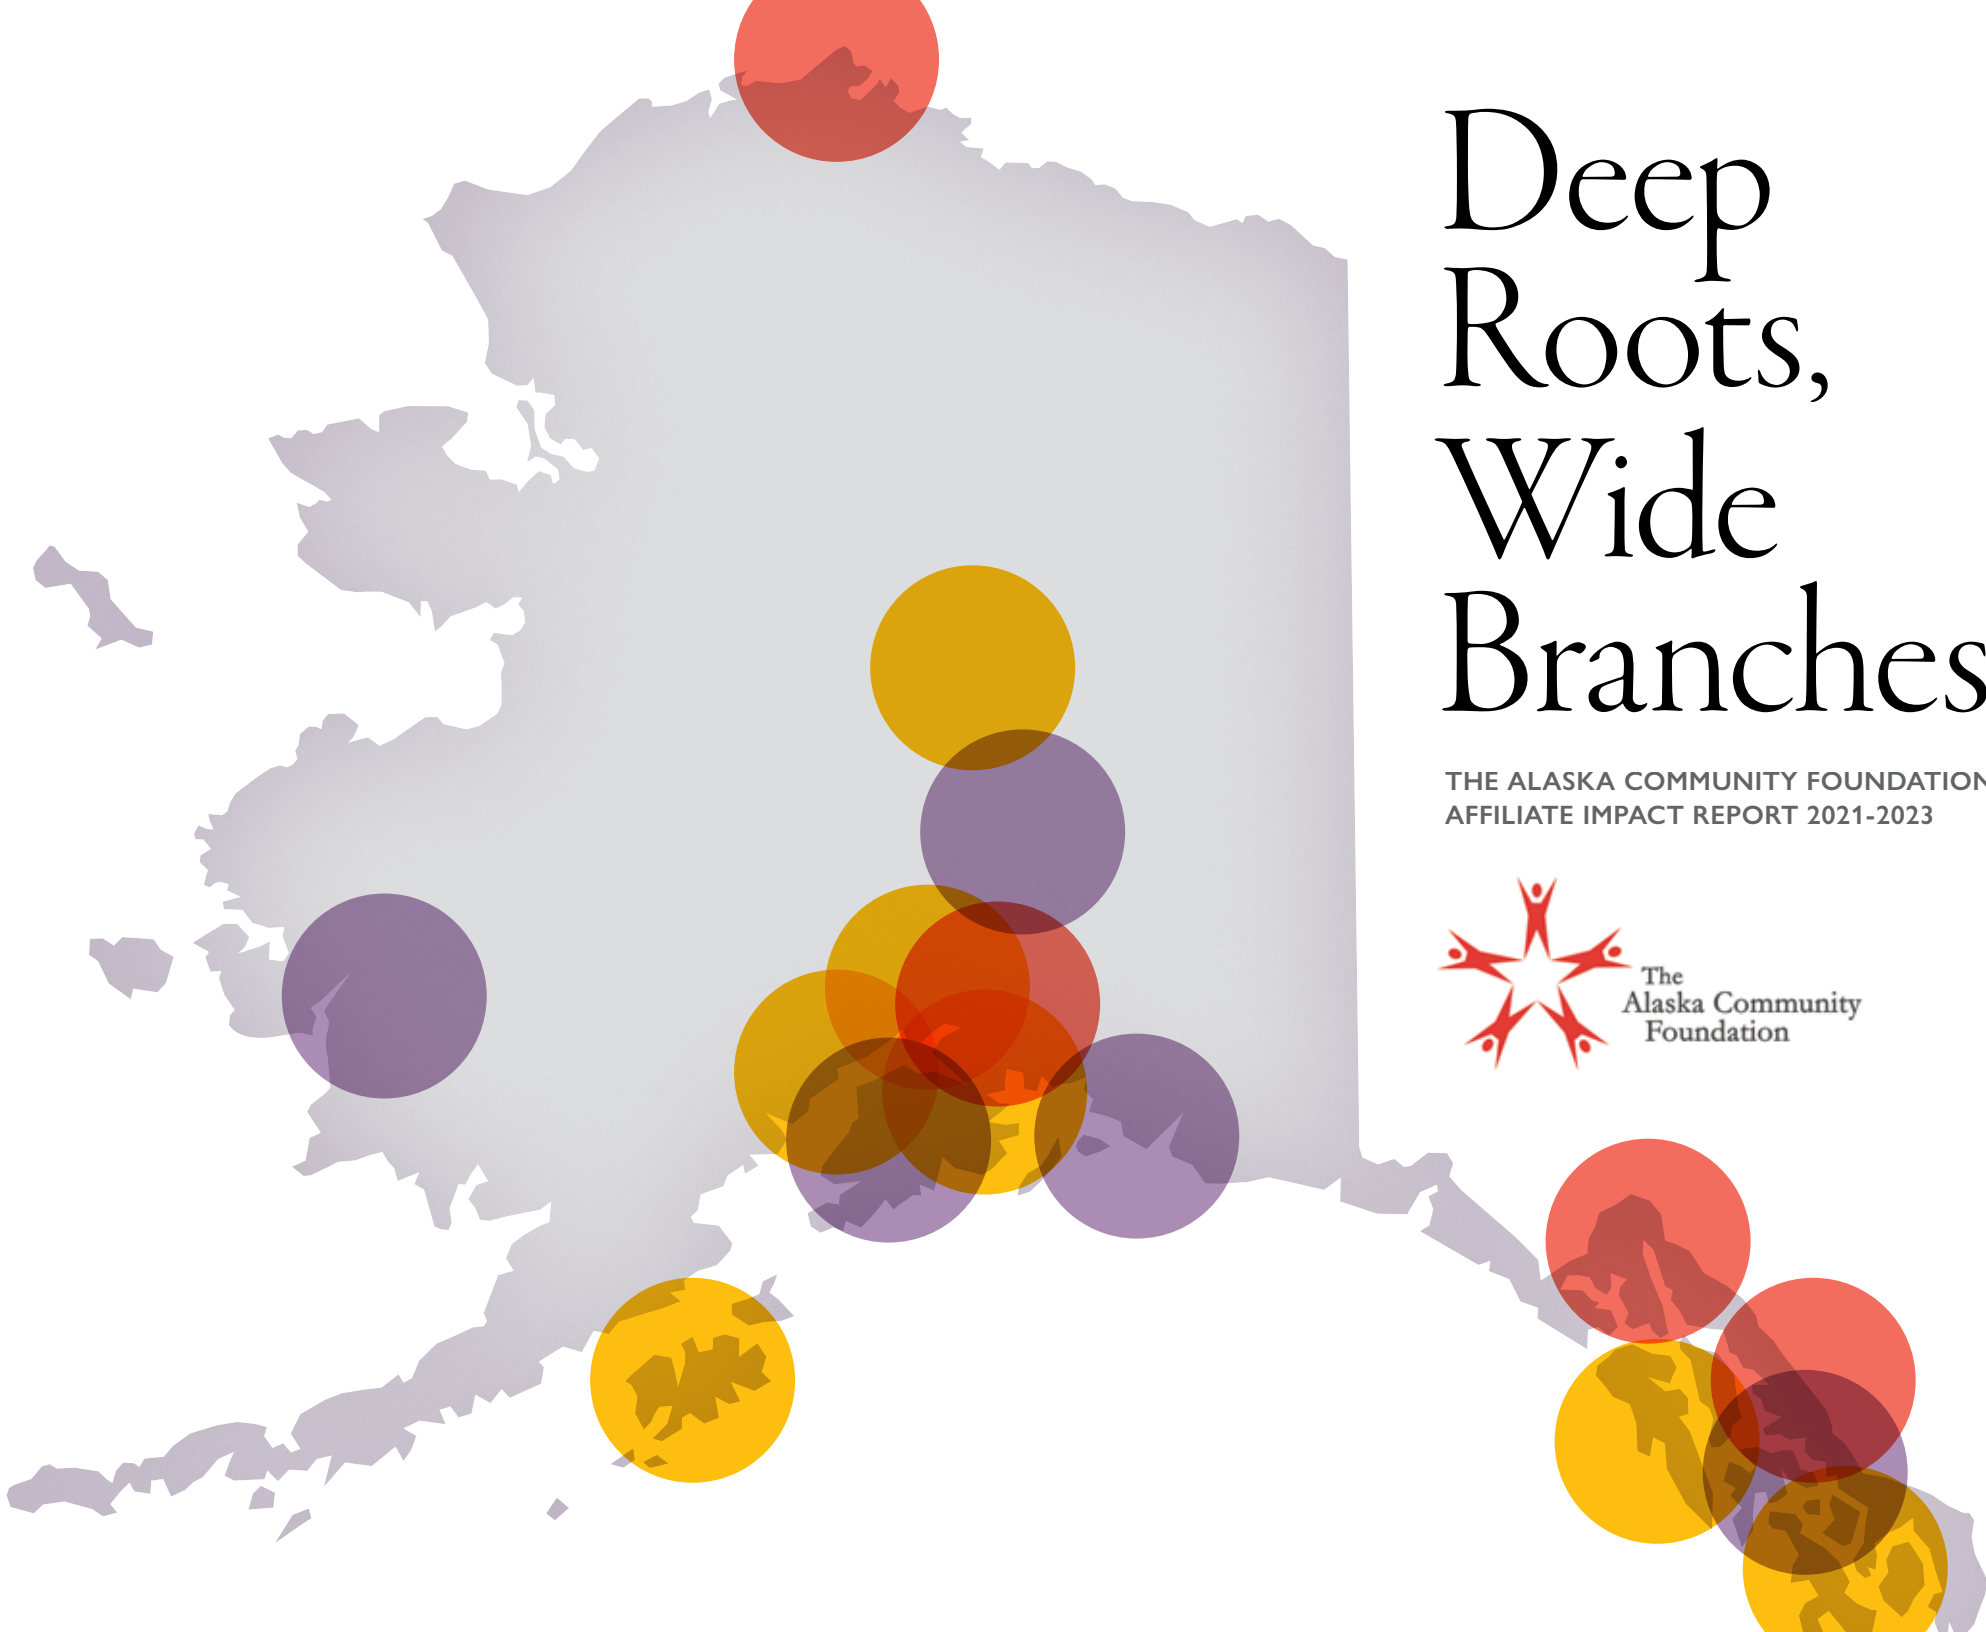 Deep
Roots,
Wide
Branches
THE ALASKA COMMUNITY FOUNDATION
AFFILIATE IMPACT REPORT 2021-2023
The
Alaska Community
Foundation